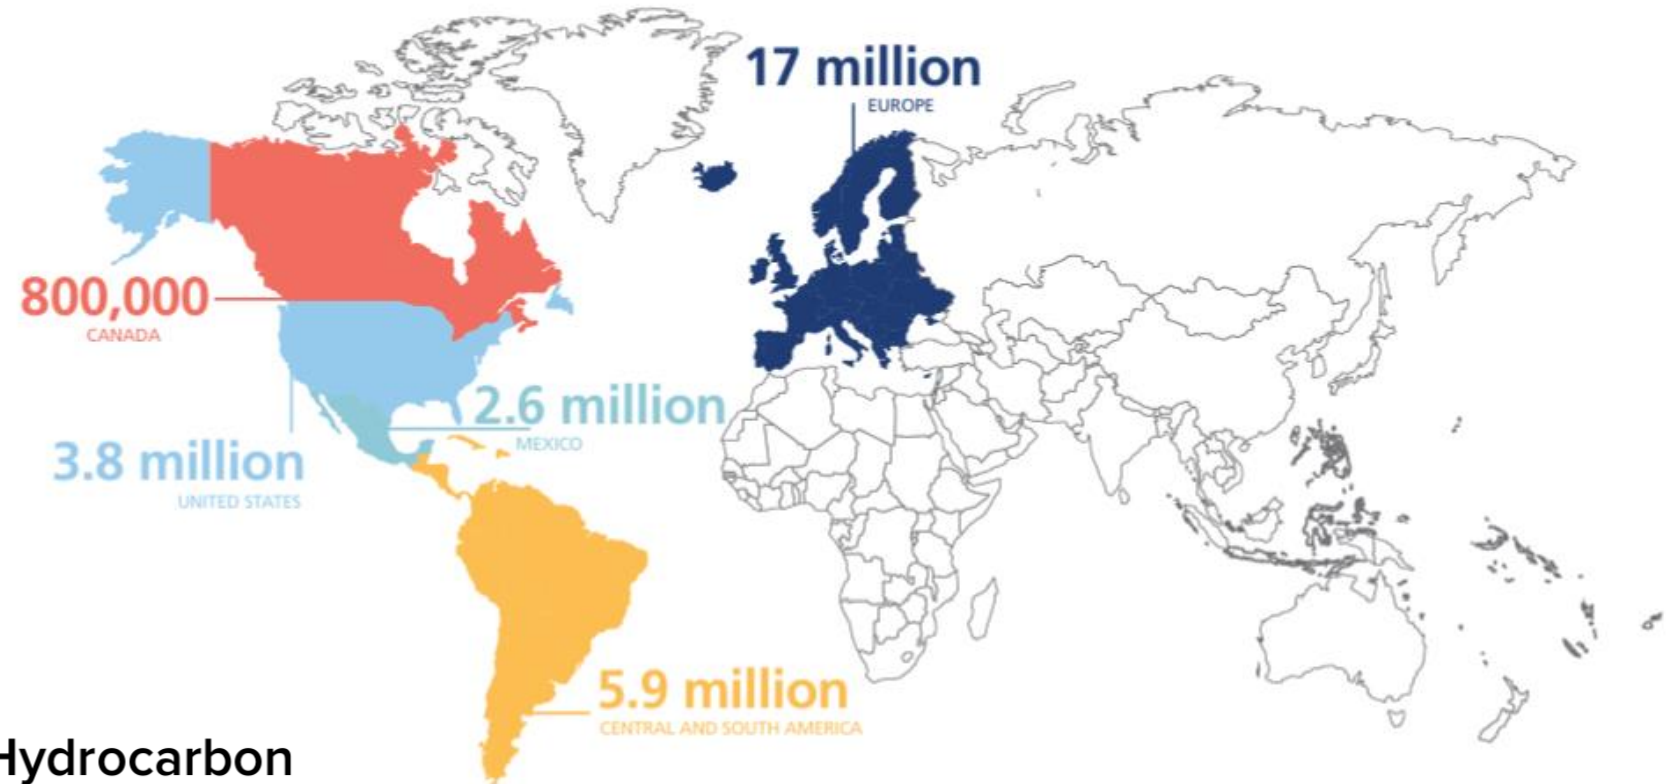 17 million
EUROPE
800,000
CANADA
2.6 million
MEXICO
3.8 million
UNITED STATES
5.9 million
CENTRAL AND SOUTH AMERICA
Hydrocarbon